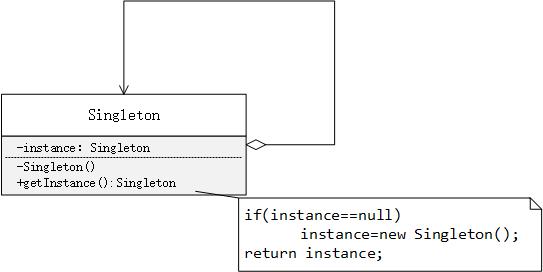 Singleton
-instance: Singleton
-Singleton()
+getInstance():Singleton
if(instance==null)
instance=new Singleton();
return instance;